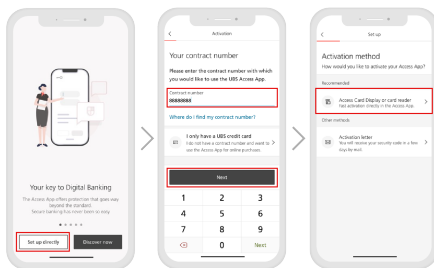 Your key to Digital Banking
The Access App offers protection that goes way
beyond the standard.
Secure banking has never been so easy.
Set up directly
Discover now
Activation
Your contract number
Please enter the contract number with which
you would like to use the UBS Access App.
Contract number
88888888
Where do I find my contract number?
I only have a UBS credit card
I do not have a contract number and want to
use the Access App for online purchases.
Next
1 2 3
4 5 6
7 8 9
0 Next
Set up
Activation method
How would you like to activate your Access App?
Recommended
Access Card Display or card reader
Fast activation directly in the Access App.
Other methods
Activation letter
You will receive your security code in a few
days by mail.